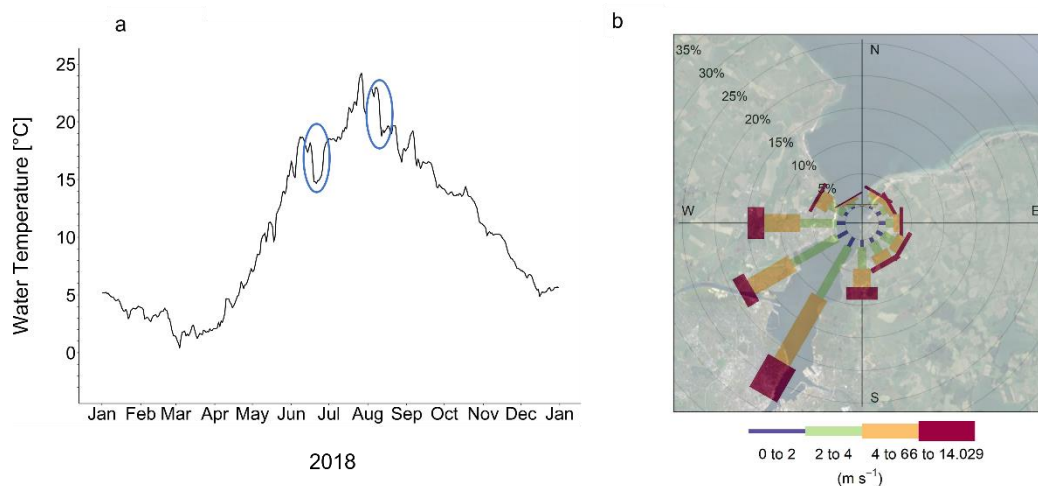 a
Water Temperature [°C]
25
20
15
10
5
0
Jan Feb Mar Apr May Jun Jul Aug Sep Oct Nov Dec Jan
2018
b
35%
30%
25%
20%
15%
10%
5%
N
W
E
S
0 to 2 2 to 4 4 to 66 to 14.029
(m s⁻¹)